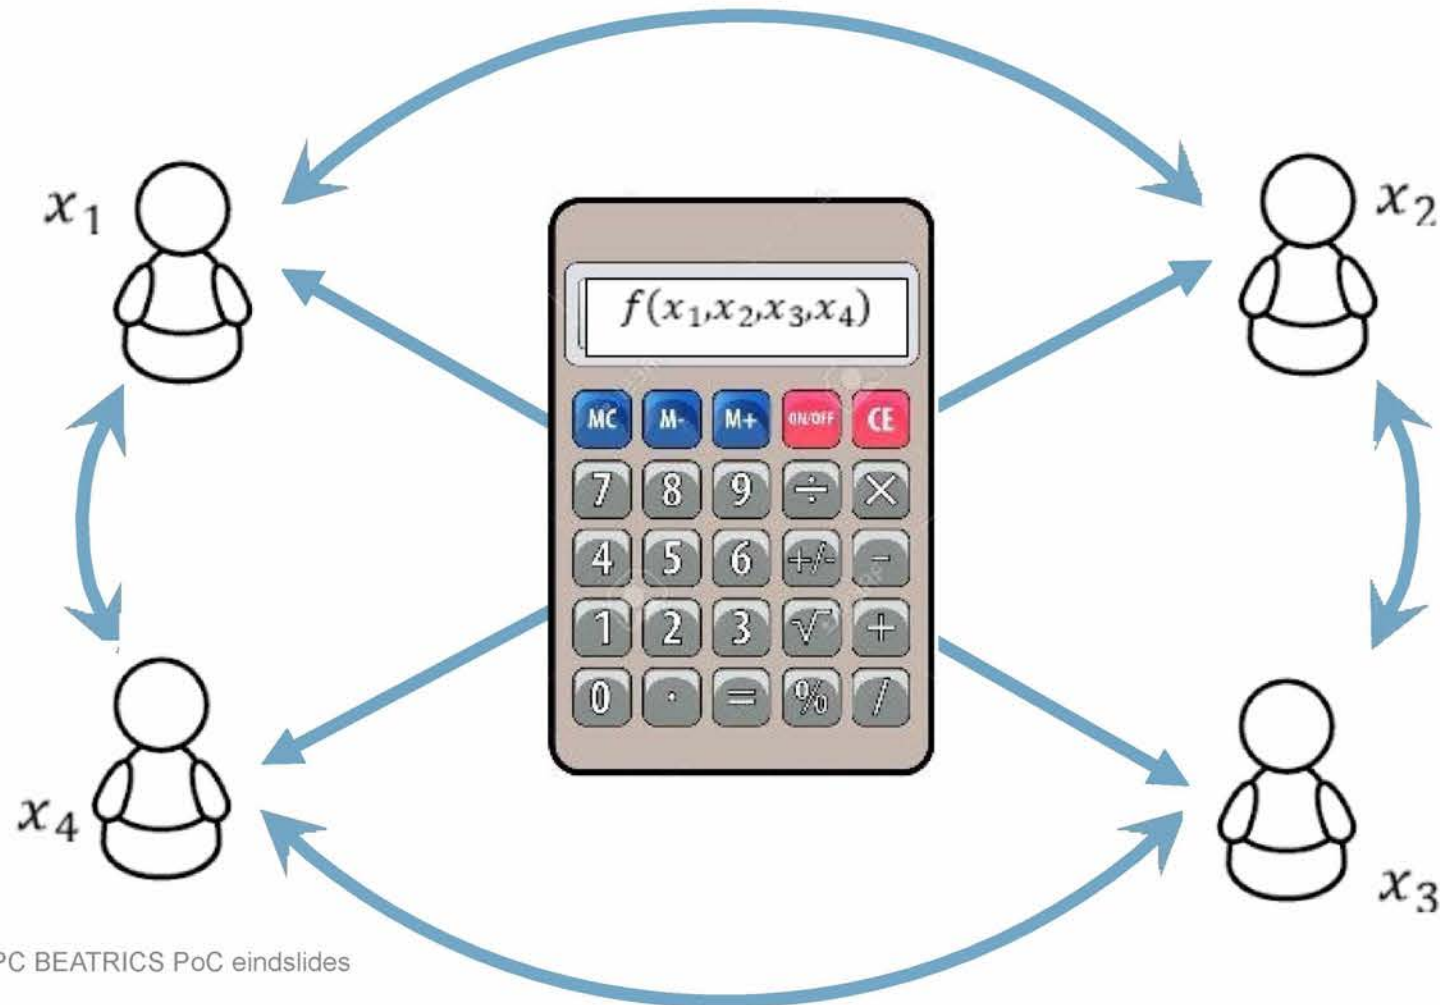 x₁
x₂
f(x₁,x₂,x₃,x₄)
MC M- M+ ON/OFF CE
7 8 9 ÷ ×
4 5 6 +/- -
1 2 3 √ +
0 . = % /
x₄
x₃
PC BEATRICS PoC eindslides